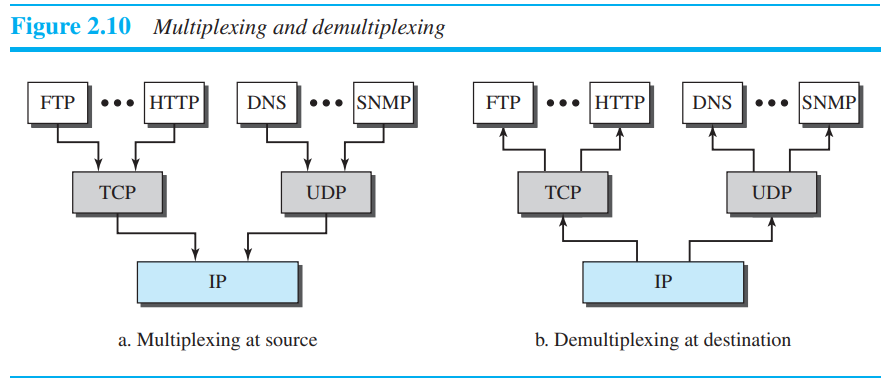 Figure 2.10 Multiplexing and demultiplexing
FTP ••• HTTP DNS ••• SNMP FTP ••• HTTP DNS ••• SNMP
TCP UDP TCP UDP
IP IP
a. Multiplexing at source b. Demultiplexing at destination